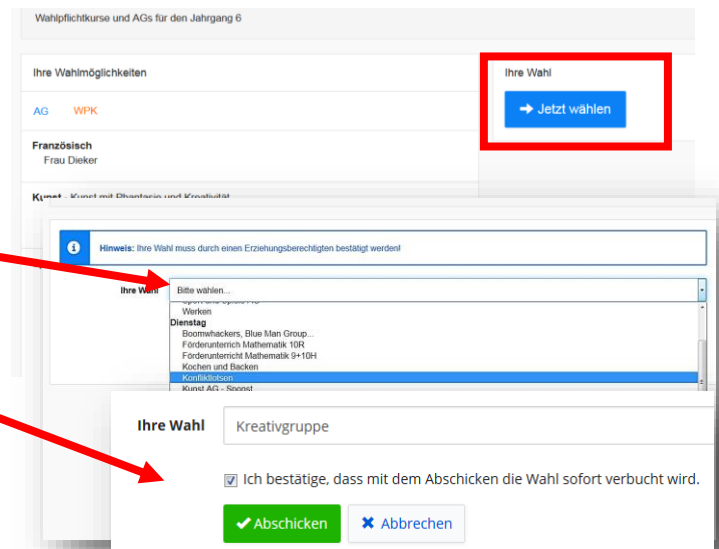 Wahlpflichtkurse und AGs für den Jahrgang 6
Ihre Wahlmöglichkeiten
Ihre Wahl
AG WPK
➔ Jetzt wählen
Französisch
Frau Dieker
Kunst - Kunst mit Phantasie und Kreativität
Hinweis: Ihre Wahl muss durch einen Erziehungsberechtigten bestätigt werden!
Ihre Wahl
Bitte wählen...
Werken
Dienstag
Boomwhackers, Blue Man Group...
Förderunterrich Mathematik 10R
Förderunterricht Mathematik 9+10H
Kochen und Backen
Konfliktlotsen
Kunst AG - Sponst
Ihre Wahl
Kreativgruppe
Ich bestätige, dass mit dem Abschicken die Wahl sofort verbucht wird.
✔ Abschicken ✖ Abbrechen